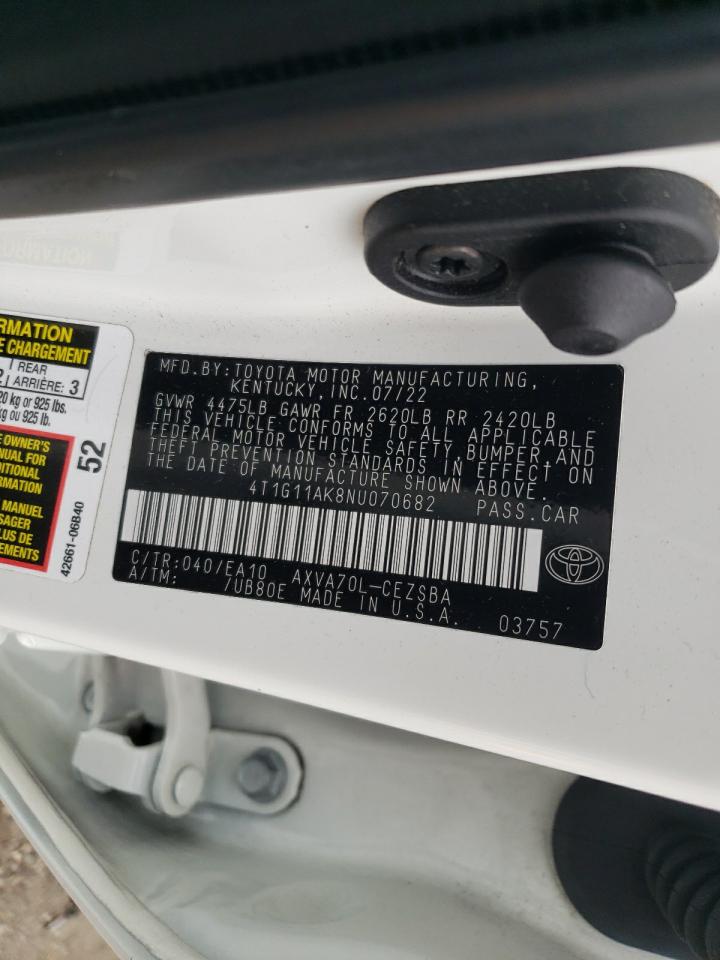 RMATION
E CHARGEMENT
REAR
ARRIÈRE: 3
20 kg or 925 lbs.
kg ou 925 lb.
E OWNER'S
NUAL FOR
DITIONAL
ORMATION
MANUEL
SAGER
PLUS DE
EMENTS
52
42661-06B40
MFD.BY:TOYOTA MOTOR MANUFACTURING,
KENTUCKY, INC. 07/22
GVWR 4475LB GAWR FR 2620LB RR 2420LB
THIS VEHICLE CONFORMS TO ALL APPLICABLE
FEDERAL MOTOR VEHICLE SAFETY, BUMPER, AND
THEFT PREVENTION STANDARDS IN EFFECT ON
THE DATE OF MANUFACTURE SHOWN ABOVE.
4T1G11AK8NU070682 PASS.CAR
C/TR:040/EA10 AXVA70L-CEZSBA
A/TM: /UB80E MADE IN U.S.A. 03757